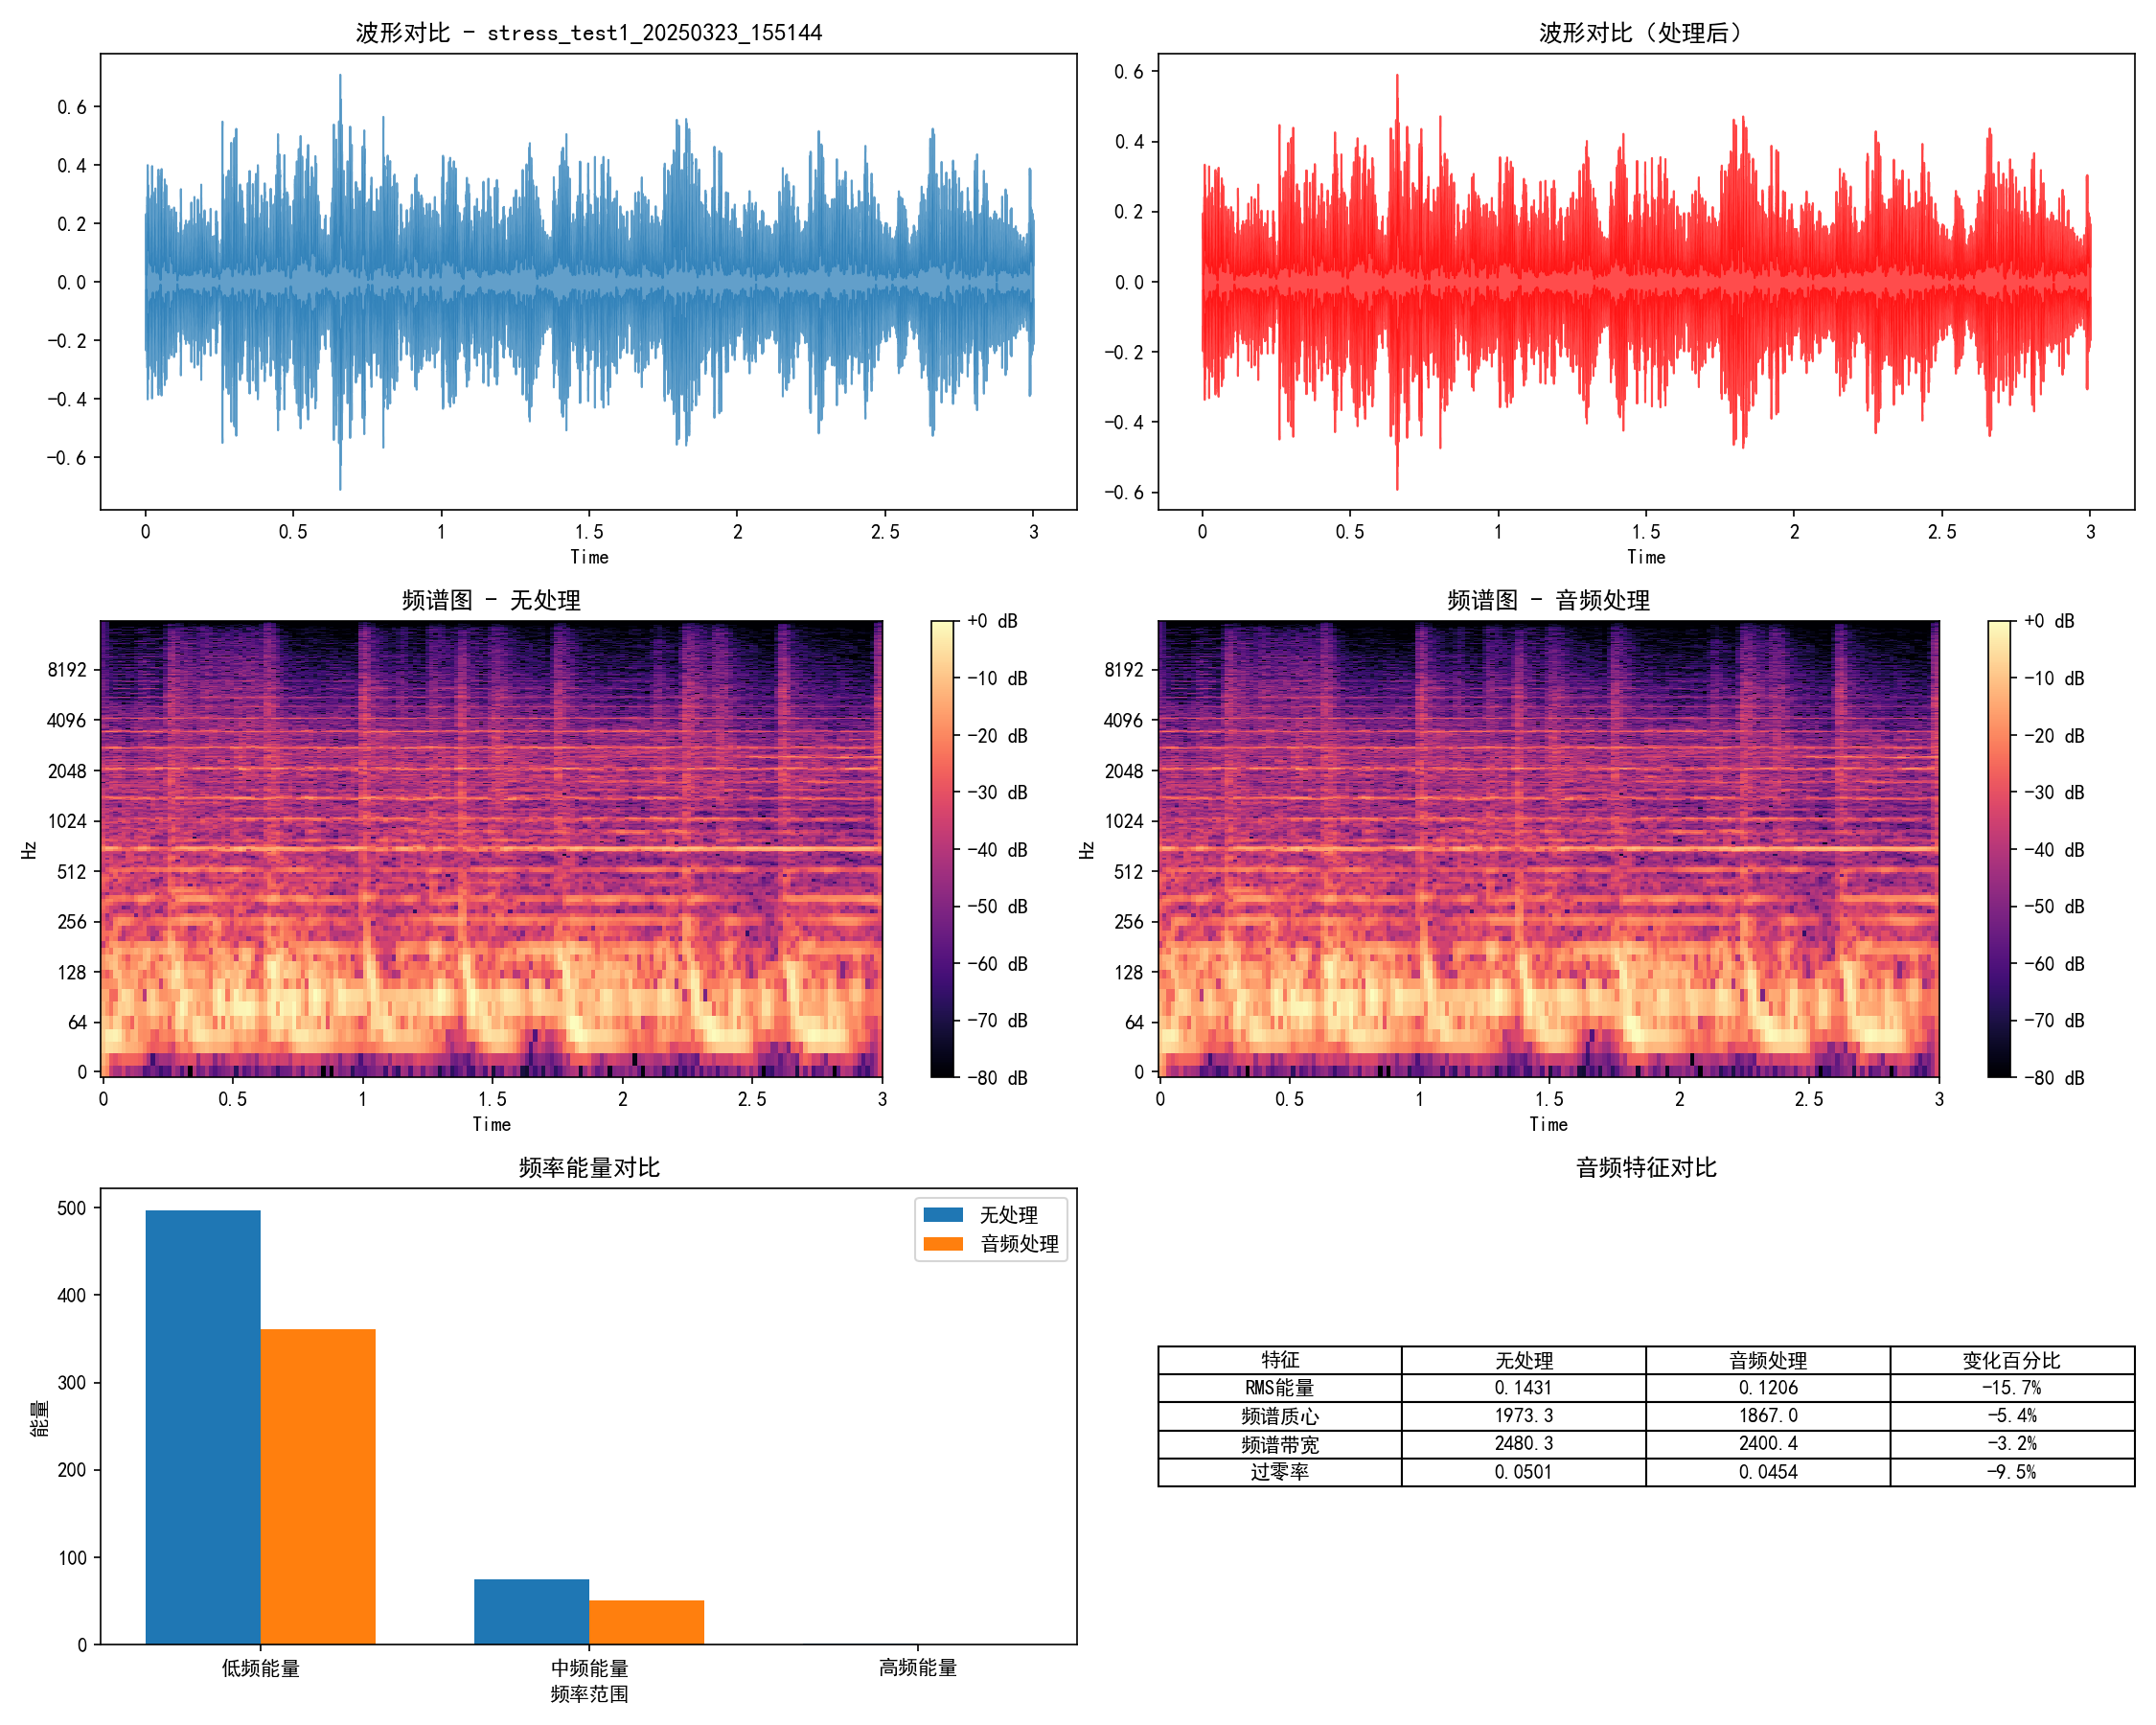 波形对比 - stress_test1_20250323_155144
0.6
0.4
0.2
0.0
-0.2
-0.4
-0.6
0 0.5 1 1.5 2 2.5 3
Time
波形对比（处理后）
0.6
0.4
0.2
0.0
-0.2
-0.4
-0.6
0 0.5 1 1.5 2 2.5 3
Time
频谱图 - 无处理
Hz
8192
4096
2048
1024
512
256
128
64
0
0 0.5 1 1.5 2 2.5 3
Time
+0 dB
-10 dB
-20 dB
-30 dB
-40 dB
-50 dB
-60 dB
-70 dB
-80 dB
频谱图 - 音频处理
Hz
8192
4096
2048
1024
512
256
128
64
0
0 0.5 1 1.5 2 2.5 3
Time
+0 dB
-10 dB
-20 dB
-30 dB
-40 dB
-50 dB
-60 dB
-70 dB
-80 dB
频率能量对比
能量
500
400
300
200
100
0
无处理
音频处理
低频能量 中频能量 高频能量
频率范围
音频特征对比
特征 无处理 音频处理 变化百分比
RMS能量 0.1431 0.1206 -15.7%
频谱质心 1973.3 1867.0 -5.4%
频谱带宽 2480.3 2400.4 -3.2%
过零率 0.0501 0.0454 -9.5%